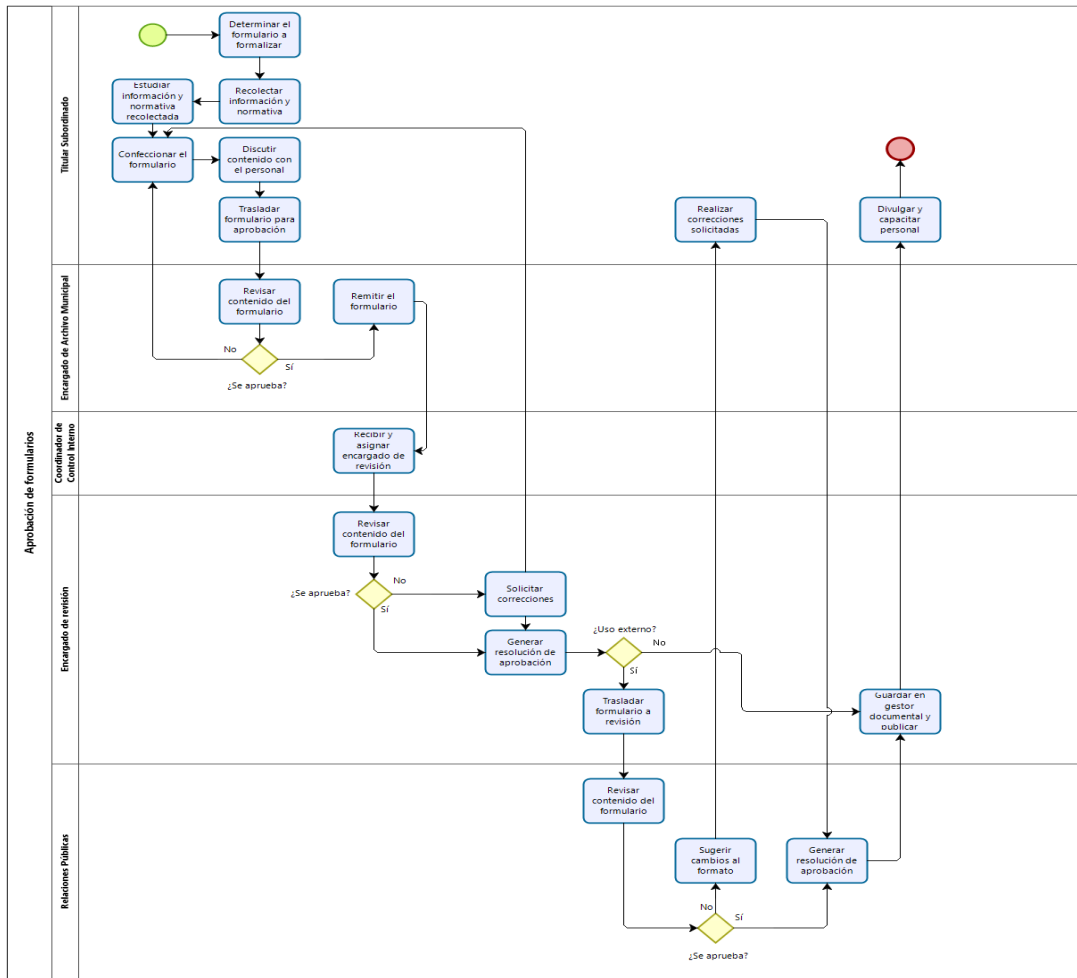 Aprobación de formularios
Titular Subordinado
Determinar el
formulario a
formalizar
Estudiar
información y
normativa
recolectada
Recolectar
información y
normativa
Confeccionar el
formulario
Discutir
contenido con
el personal
Trasladar
formulario para
aprobación
Realizar
correcciones
solicitadas
Divulgar y
capacitar
personal
Encargado de Archivo Municipal
Revisar
contenido del
formulario
Remitir el
formulario
No
Sí
¿Se aprueba?
Coordinador de
Control Interno
Recibir y
asignar
encargado de
revisión
Encargado de revisión
Revisar
contenido del
formulario
¿Se aprueba?
No
Sí
Solicitar
correcciones
Generar
resolución de
aprobación
¿Uso externo?
No
Sí
Trasladar
formulario a
revisión
Guardar en
gestor
documental y
publicar
Relaciones Públicas
Revisar
contenido del
formulario
Sugerir
cambios al
formato
Generar
resolución de
aprobación
No
Sí
¿Se aprueba?